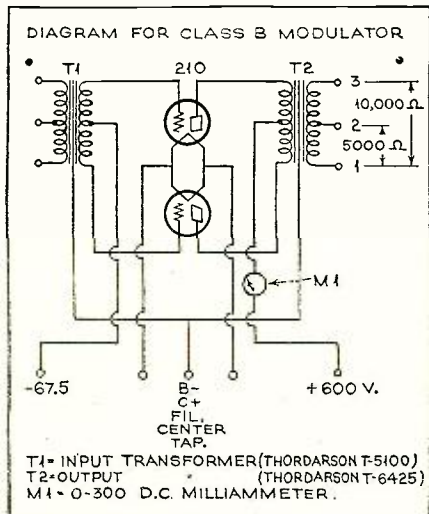 DIAGRAM FOR CLASS B MODULATOR
T1 210 T2
3
10,000 Ω
2
5000 Ω
1
M1
-67.5 B- +600 V.
C+
FIL.
CENTER
TAP.
T1= INPUT TRANSFORMER (THORDARSON T-5100)
T2=OUTPUT (THORDARSON T-6425)
M1= 0-300 D.C. MILLIAMMETER.